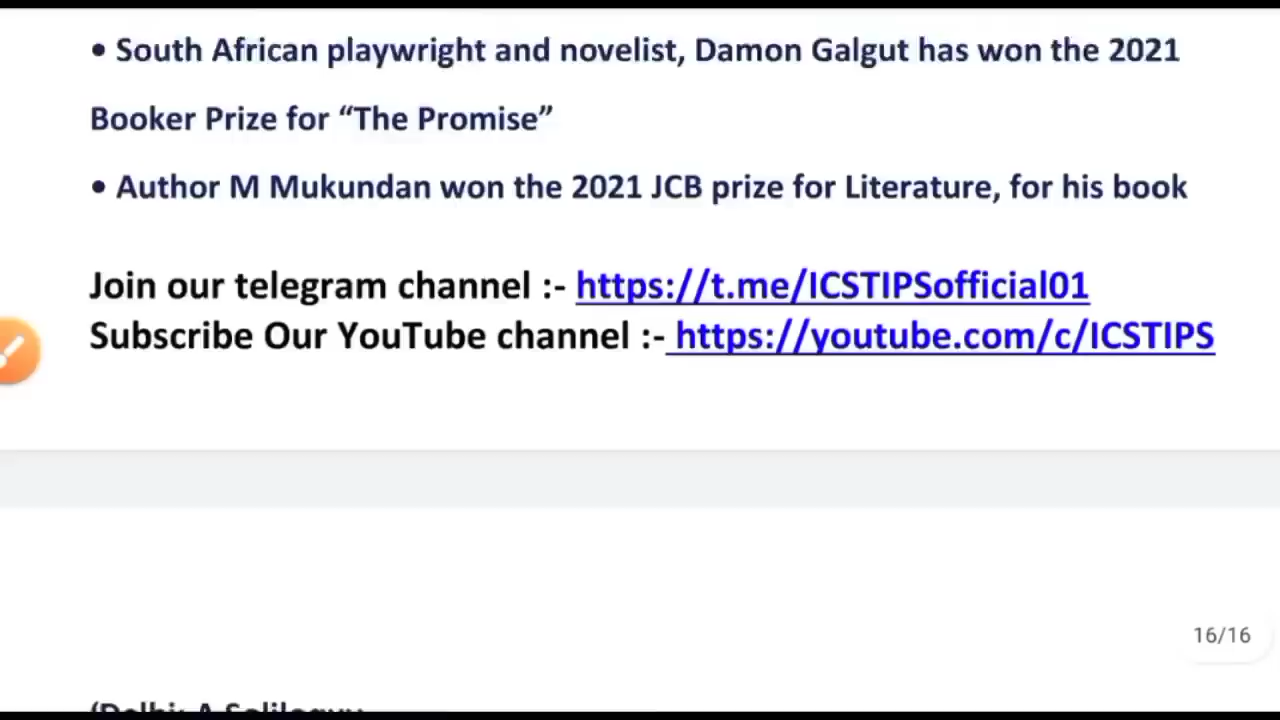 • South African playwright and novelist, Damon Galgut has won the 2021
Booker Prize for “The Promise”
• Author M Mukundan won the 2021 JCB prize for Literature, for his book
Join our telegram channel :- https://t.me/ICSTIPSofficial01
Subscribe Our YouTube channel :- https://youtube.com/c/ICSTIPS
16/16
‘Delhi: A Soliloquy